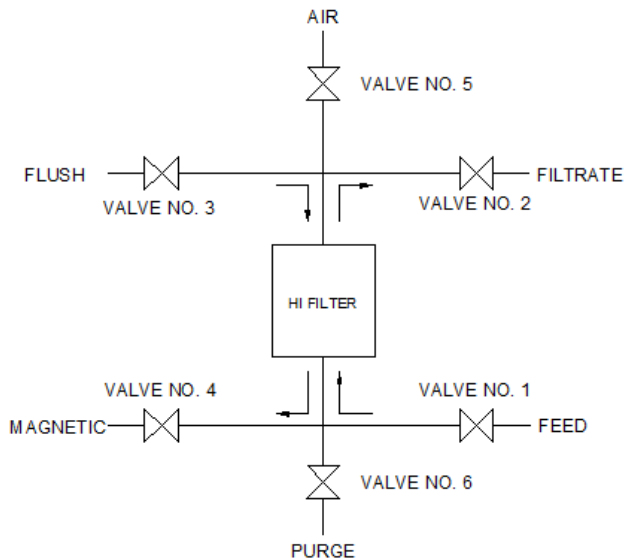 AIR
VALVE NO. 5
FLUSH
FILTRATE
VALVE NO. 3
VALVE NO. 2
HI FILTER
VALVE NO. 4
VALVE NO. 1
MAGNETIC
FEED
VALVE NO. 6
PURGE